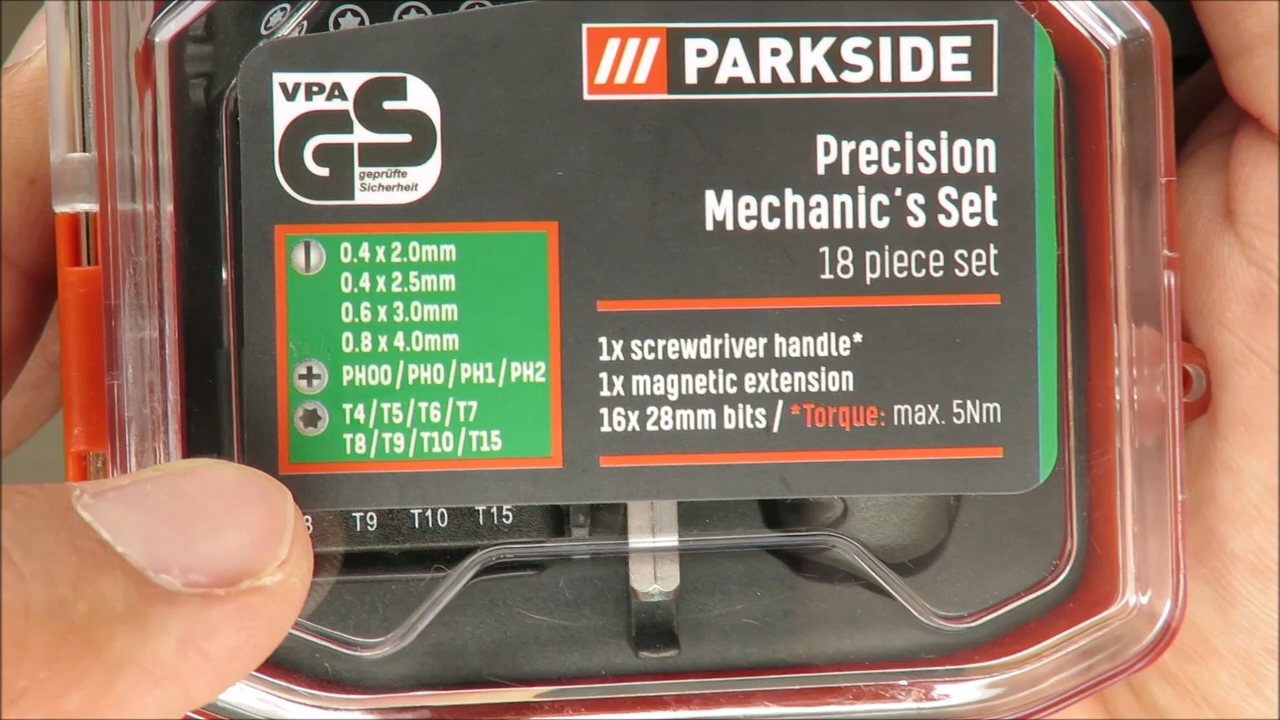 PARKSIDE
VPA
GS
geprüfte
Sicherheit
Precision
Mechanic's Set
18 piece set
0.4 x 2.0mm
0.4 x 2.5mm
0.6 x 3.0mm
0.8 x 4.0mm
PH00 / PH0 / PH1 / PH2
T4 / T5 / T6 / T7
T8 / T9 / T10 / T15
1x screwdriver handle*
1x magnetic extension
16x 28mm bits / *Torque: max. 5Nm
T9 T10 T15